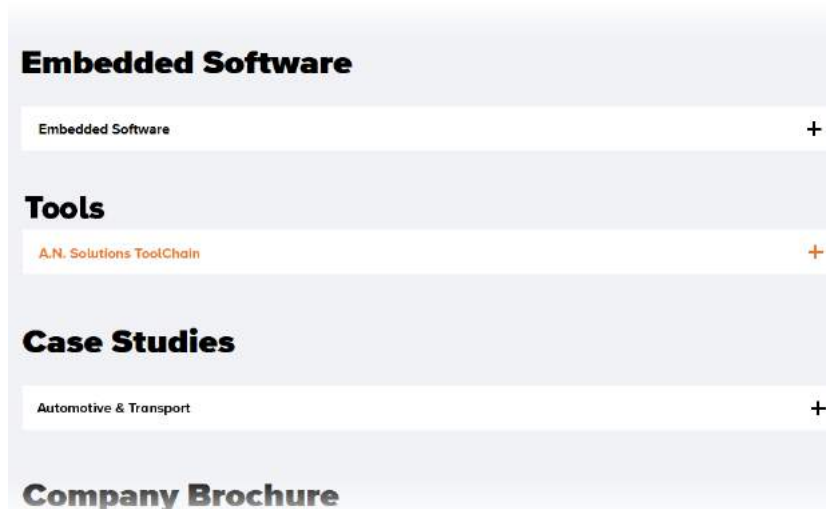 Embedded Software
Embedded Software
+
Tools
A.N. Solutions ToolChain
+
Case Studies
Automotive & Transport
+
Company Brochure